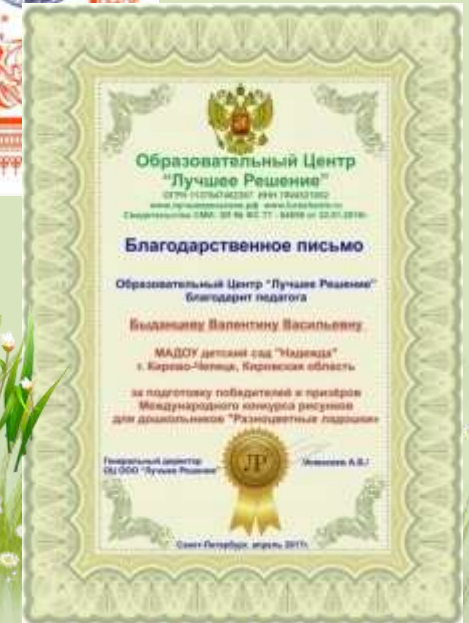 Образовательный Центр
"Лучшее Решение"
Благодарственное письмо
Образовательный Центр "Лучшее Решение"
благодарит педагога
Быданцеву Валентину Васильевну
МАДОУ детский сад "Надежда"
г. Кирово-Чепецк, Кировская область
за подготовку победителей и призёров
Международного конкурса рисунков
для дошкольников "Разноцветные ладошки"
Генеральный директор
ОЦ ООО "Лучшее Решение"
ЛР
А.В./
Санкт-Петербург, апрель 2017г.